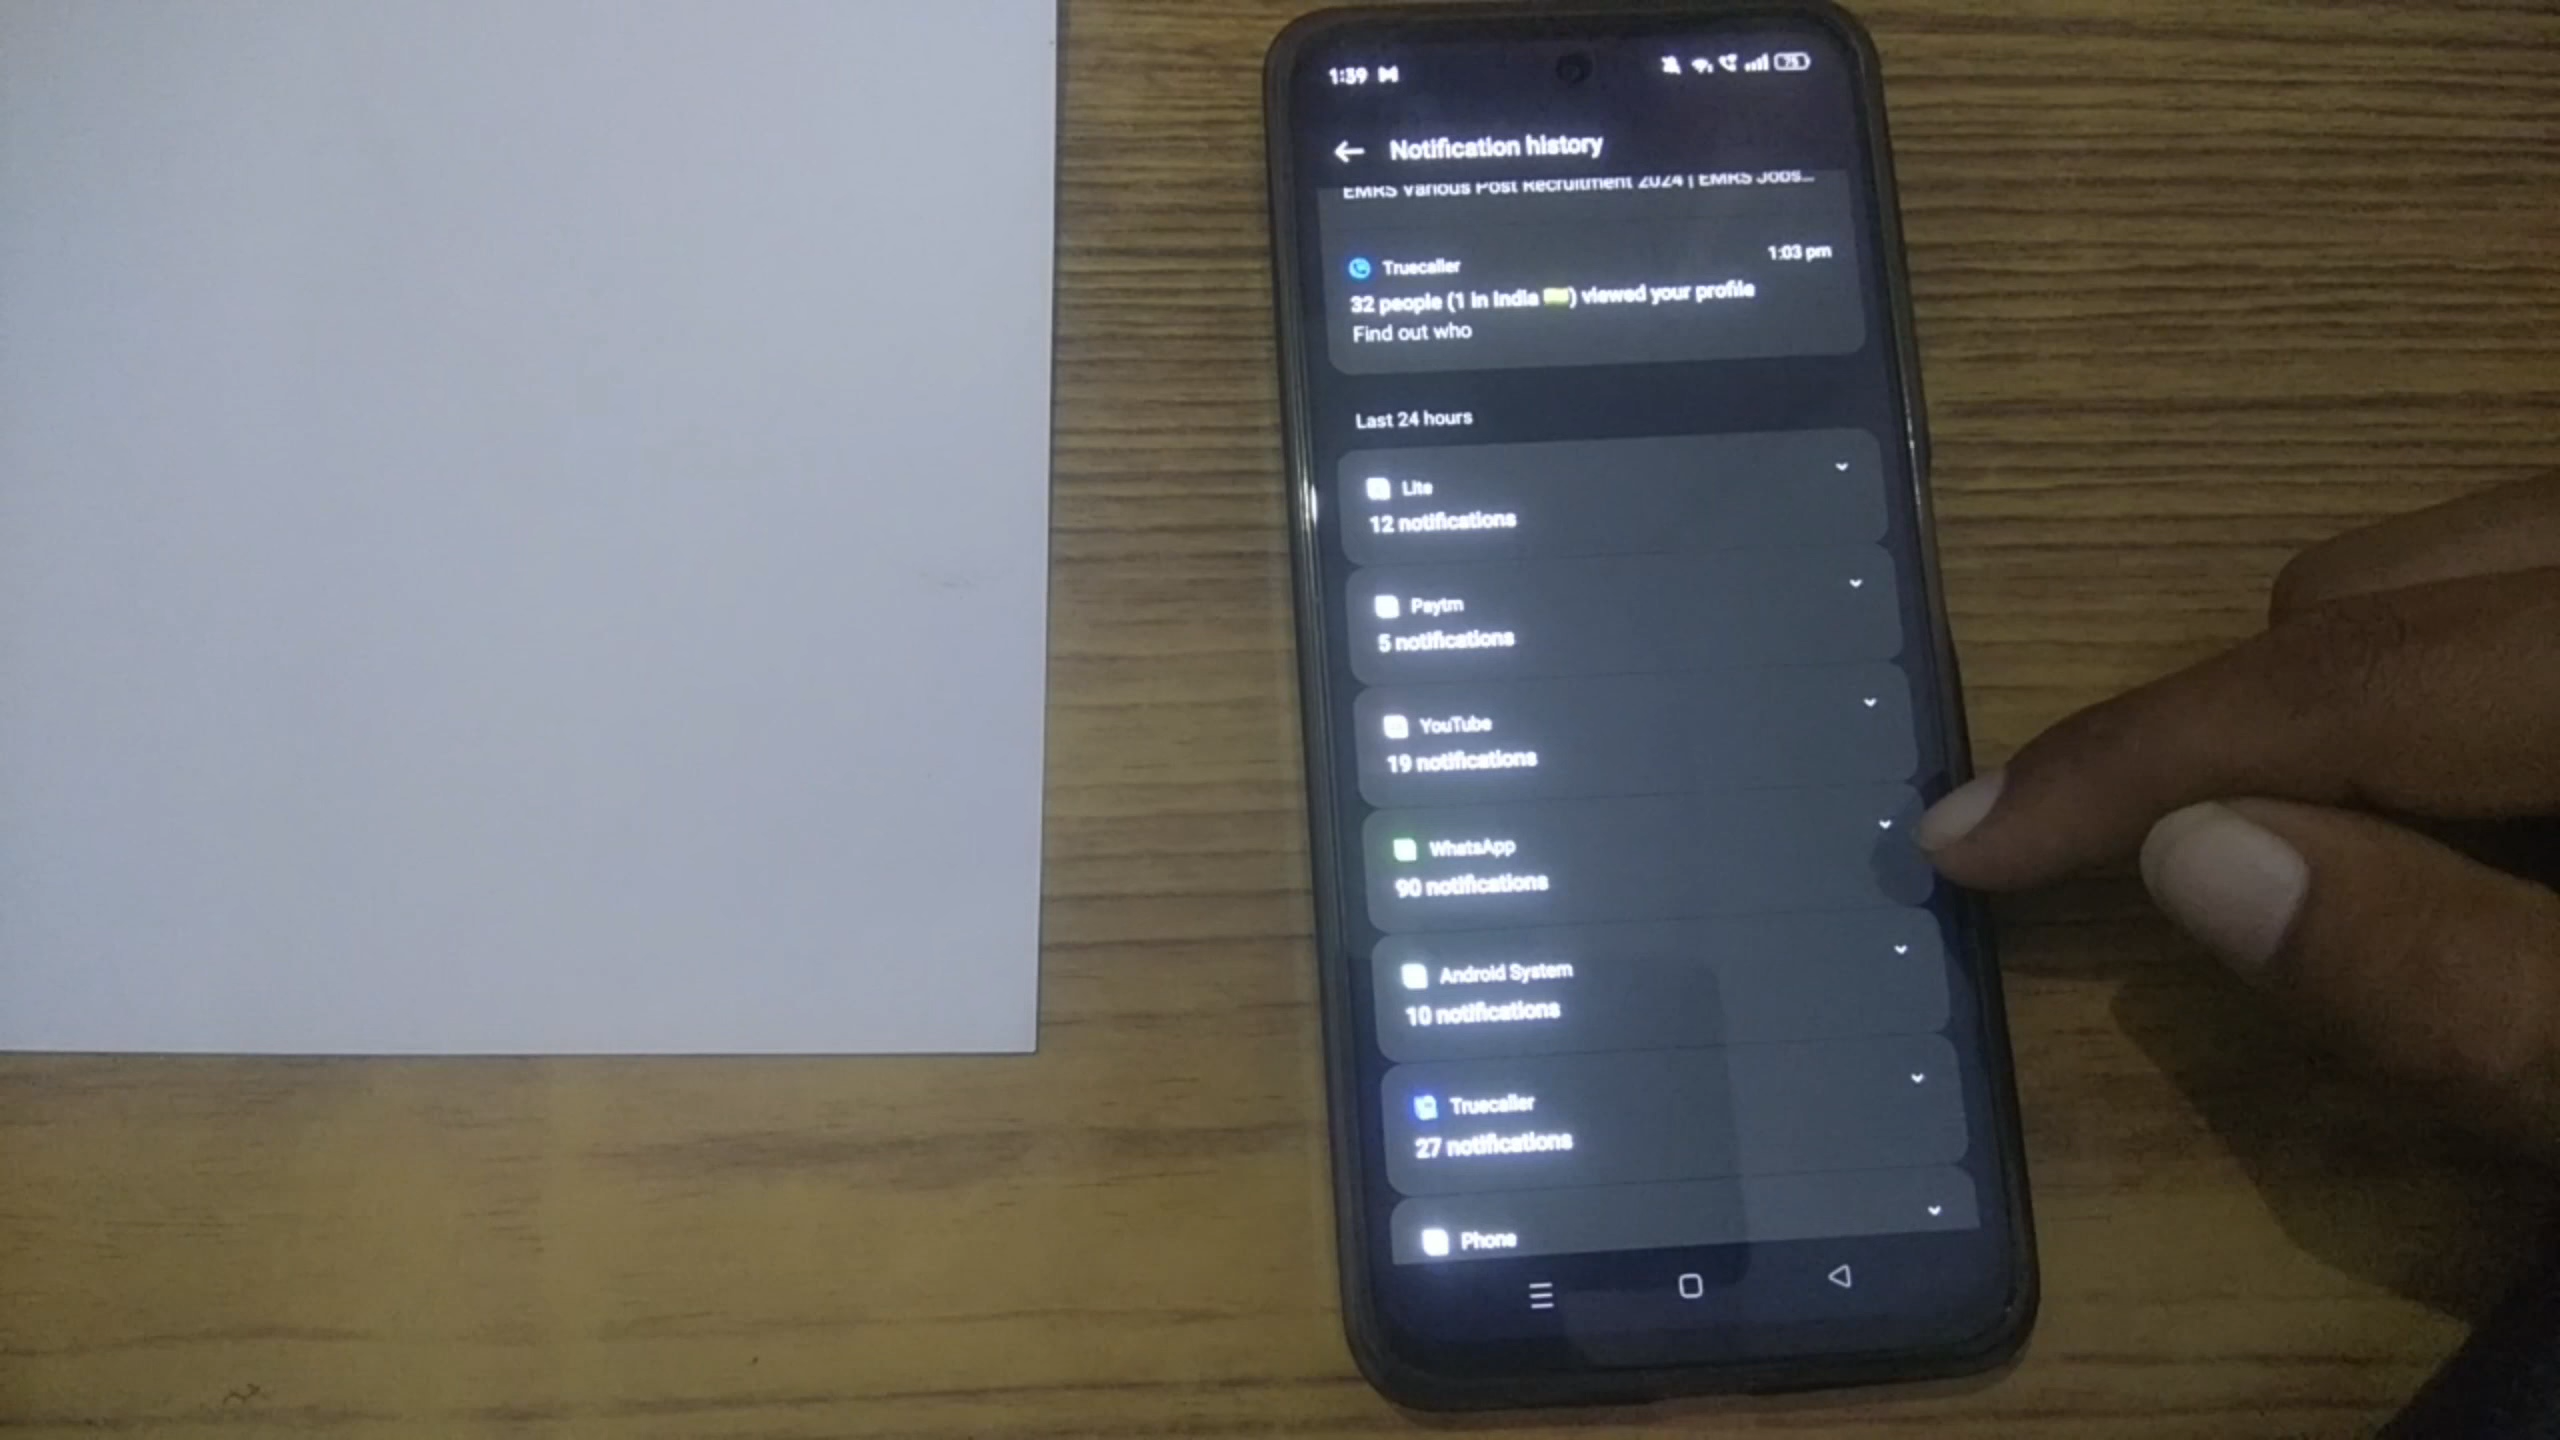 1:39
75
Notification history
EMRS Various Post Recruitment 2024 | EMRS Jobs...
Truecaller
1:03 pm
32 people (1 in India) viewed your profile
Find out who
Last 24 hours
Lite
12 notifications
Paytm
5 notifications
YouTube
19 notifications
WhatsApp
90 notifications
Android System
10 notifications
Truecaller
27 notifications
Phone